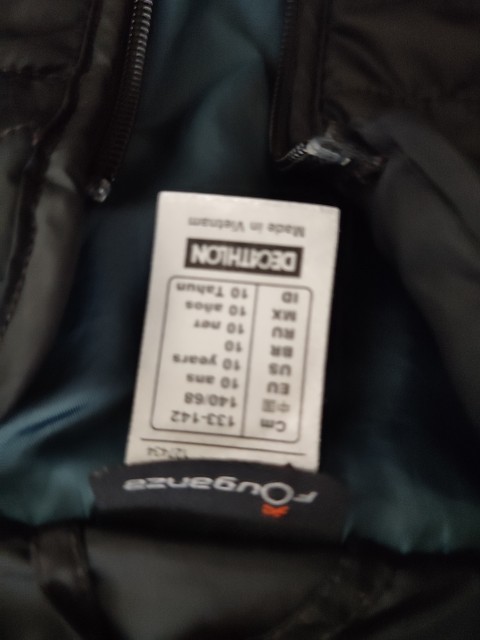 FOuganza
127434
Cm 133-142
中国 140/68
EU 10 ans
US 10 years
BR 10
RU 10 лет
MX 10 años
ID 10 Tahun
DECATHLON
Made in Vietnam